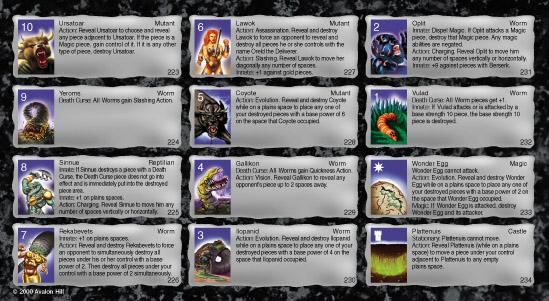 10
Ursatoar Mutant
Action: Reveal Ursatoar to choose and reveal
any piece adjacent to Ursatoar. If the piece is a
Magic piece, gain control of it. If it is any other
type of piece, destroy Ursatoar.
223
6
Lawok Mutant
Action: Assassination. Reveal and destroy
Lawok to force an opponent to reveal and
destroy all pieces he or she controls with the
name Oreld the Deliverer.
Action: Slashing. Reveal Lawok to move her
diagonally any number of spaces.
Innate: +1 against gold pieces.
227
2
Oplit Worm
Innate: Dispel Magic. If Oplit attacks a Magic
piece, destroy that Magic piece. Any magic
abilities are negated.
Action: Charging. Reveal Oplit to move him
any number of spaces vertically or horizontally.
Innate: +9 against pieces with Berserk.
231
9
Yeroms Worm
Death Curse: All Worms gain Slashing Action.
224
5
Coyote Mutant
Action: Evolution. Reveal and destroy Coyote
while on a plains space to place any one of
your destroyed pieces with a base power of 6
on the space that Coyote occupied.
228
1
Vulad Worm
Death Curse: All Worm pieces get +1.
Innate: If Vulad attacks or is attacked by a
base strength 10 piece, the base strength 10
piece is destroyed.
232
8
Sinnue Reptilian
Innate: If Sinnue destroys a piece with a Death
Curse, the Death Curse piece does not go into
effect and is immediately put into the destroyed
piece area.
Innate: +1 on plains spaces.
Action: Charging. Reveal Sinnue to move him any
number of spaces vertically or horizontally. 225
4
Gallikon Worm
Death Curse: All Worms gain Quickness Action.
Action: Vision. Reveal Gallikon to reveal any
opponent's piece up to 2 spaces away.
229
Wonder Egg Magic
Wonder Egg cannot attack.
Action: Evolution. Reveal and destroy Wonder
Egg while on a plains space to place any one of
your destroyed pieces with a base power of 2 on
the space that Wonder Egg occupied.
Magic: If Wonder Egg is attacked, destroy
Wonder Egg and its attacker. 233
7
Rekabevets Worm
Innate: +1 on plains spaces.
Action: Reveal and destroy Rekabevets to force
an opponent to simultaneously destroy all
pieces under his or her control with a base
power of 2. Then destroy all pieces under your
control with a base power of 2 simultaneously. 226
3
Ilopanid Worm
Action: Evolution. Reveal and destroy Ilopanid
while on a plains space to place any one of your
destroyed pieces with a base power of 4 on the
space that Ilopanid occupied.
230
Plattenuis Castle
Stationary: Plattenuis cannot move.
Action: Reveal Plattenuis (while on a plains
space) to move a piece under your control
adjacent to Plattenuis to any empty
plains space.
234
© 2000 Avalon Hill